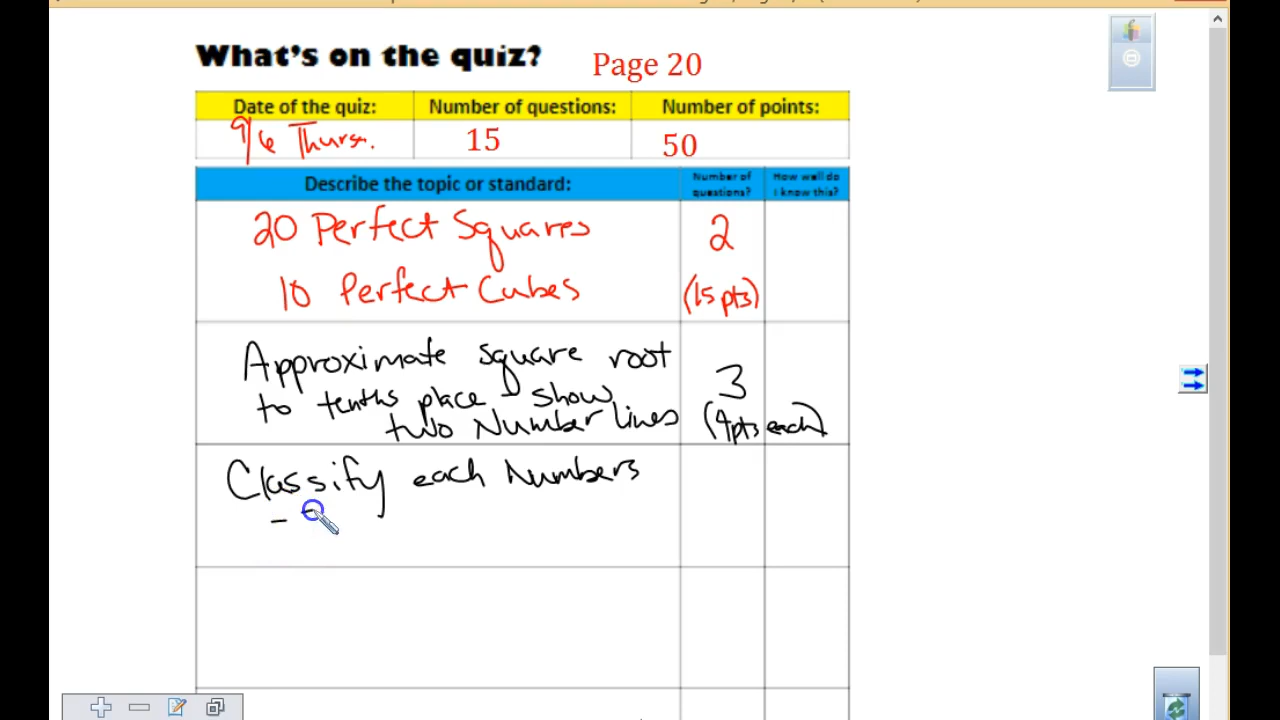 What's on the quiz? Page 20
Date of the quiz: Number of questions: Number of points:
9/6 Thurs. 15 50
Describe the topic or standard: Number of questions? How well do I know this?
20 Perfect Squares 2
10 Perfect Cubes (15 pts)
Approximate square root
to tenths place - show 3
two Number lines (4pts each)
Classify each Numbers
-